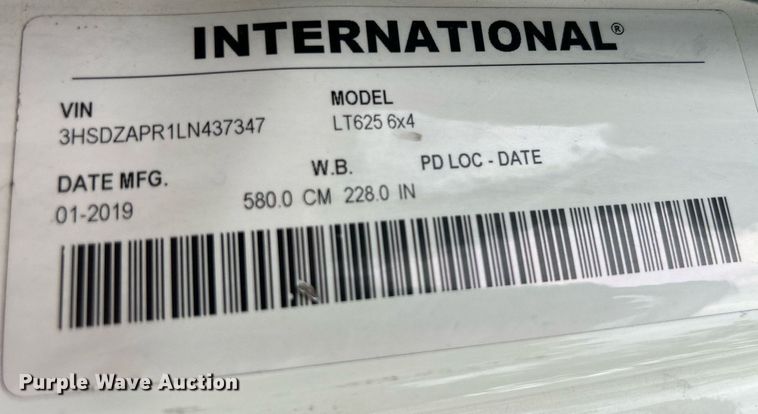 INTERNATIONAL®
VIN MODEL
3HSDZAPR1LN437347 LT625 6x4
DATE MFG. W.B. PD LOC - DATE
01-2019 580.0 CM 228.0 IN
Purple Wave Auction